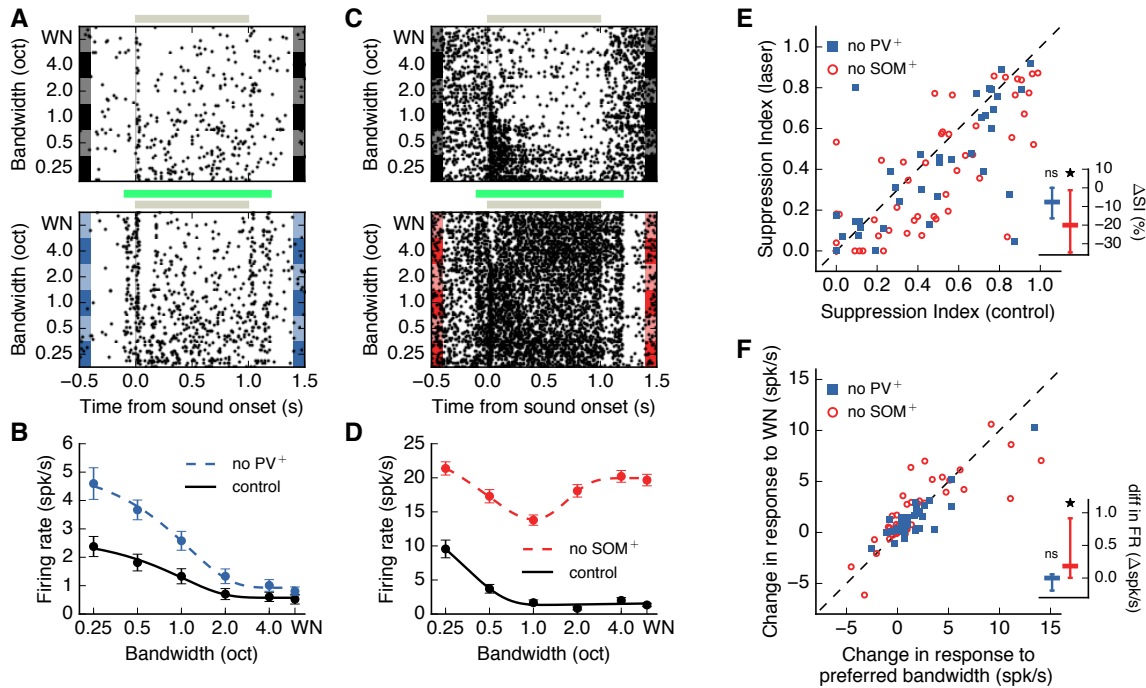 A
Bandwidth (oct)
WN
4.0
2.0
1.0
0.5
0.25
Bandwidth (oct)
WN
4.0
2.0
1.0
0.5
0.25
−0.5 0.0 0.5 1.0 1.5
Time from sound onset (s)
B
Firing rate (spk/s)
6
5
4
3
2
1
0
no PV+
control
0.25 0.5 1.0 2.0 4.0 WN
Bandwidth (oct)
C
Bandwidth (oct)
WN
4.0
2.0
1.0
0.5
0.25
Bandwidth (oct)
WN
4.0
2.0
1.0
0.5
0.25
−0.5 0.0 0.5 1.0 1.5
Time from sound onset (s)
D
Firing rate (spk/s)
25
20
15
10
5
0
no SOM+
control
0.25 0.5 1.0 2.0 4.0 WN
Bandwidth (oct)
E
Suppression Index (laser)
1.0
0.8
0.6
0.4
0.2
0.0
no PV+
no SOM+
0.0 0.2 0.4 0.6 0.8 1.0
Suppression Index (control)
ns ★
10
0
−10
−20
−30
ΔSI (%)
F
Change in response to WN (spk/s)
15
10
5
0
−5
no PV+
no SOM+
−5 0 5 10 15
Change in response to
preferred bandwidth (spk/s)
ns ★
1.0
0.5
0.0
diff in FR (Δspk/s)